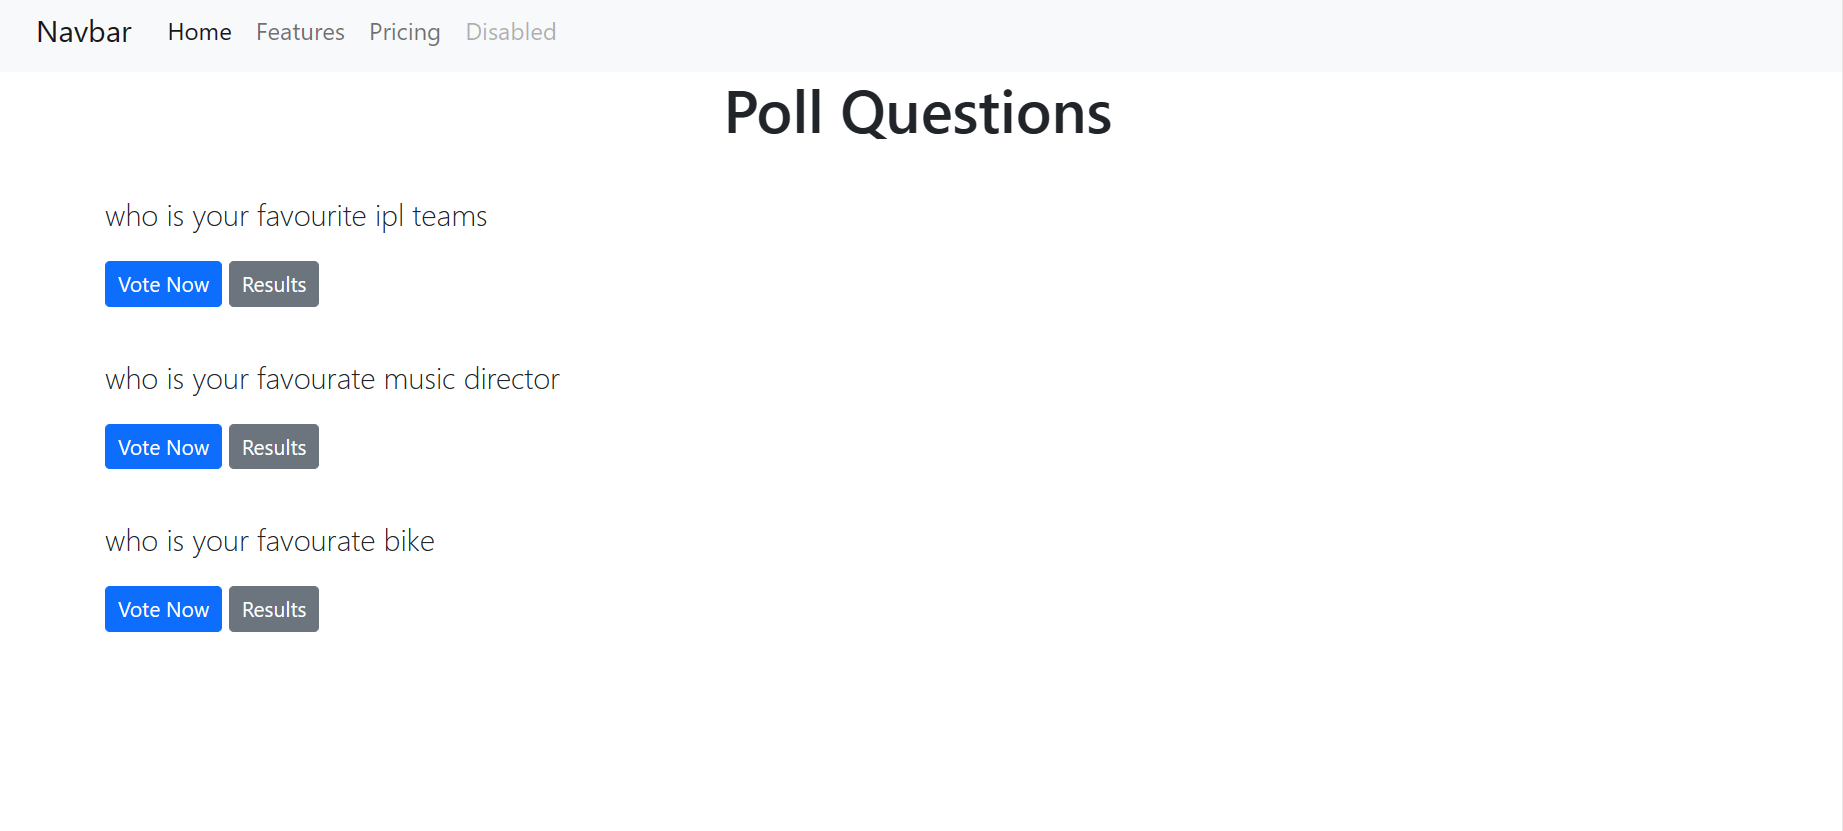 Navbar Home Features Pricing Disabled
Poll Questions
who is your favourite ipl teams
Vote Now Results
who is your favourate music director
Vote Now Results
who is your favourate bike
Vote Now Results